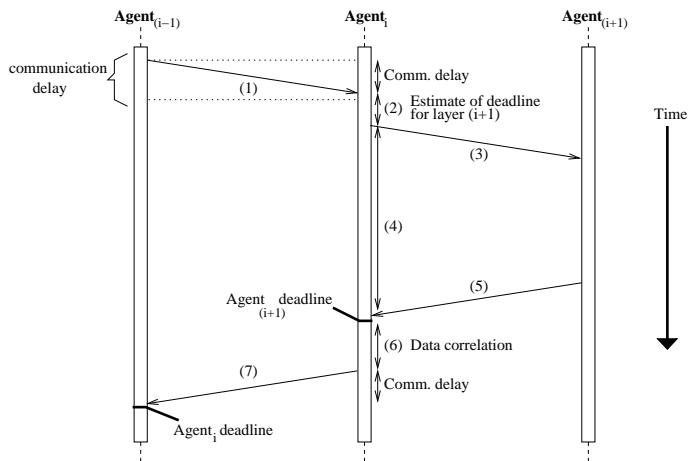 Agent(i−1)
Agent i
Agent(i+1)
communication
delay
(1)
Comm. delay
(2) Estimate of deadline
for layer (i+1)
Time
(3)
(4)
(5)
Agent (i+1) deadline
(6) Data correlation
(7)
Comm. delay
Agent i deadline